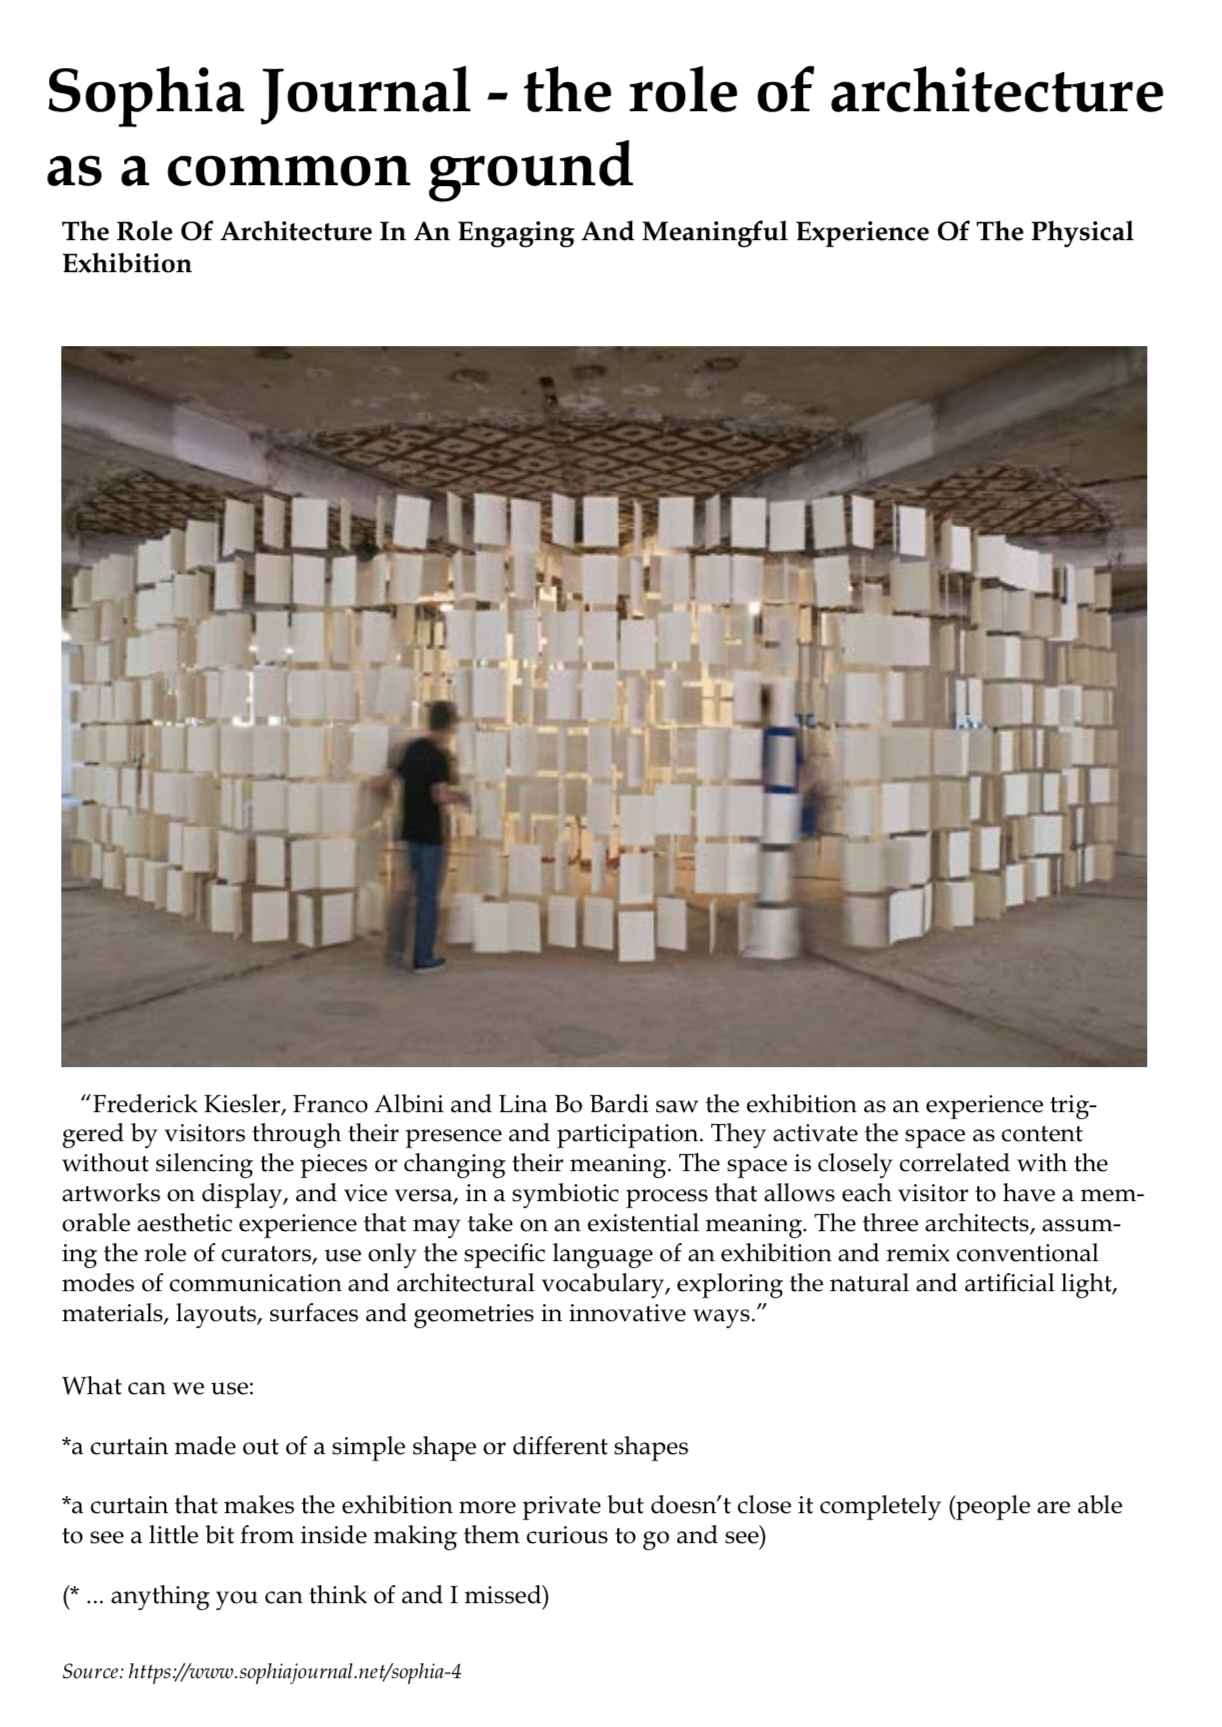 Sophia Journal - the role of architecture
as a common ground
The Role Of Architecture In An Engaging And Meaningful Experience Of The Physical
Exhibition
“Frederick Kiesler, Franco Albini and Lina Bo Bardi saw the exhibition as an experience trig-
gered by visitors through their presence and participation. They activate the space as content
without silencing the pieces or changing their meaning. The space is closely correlated with the
artworks on display, and vice versa, in a symbiotic process that allows each visitor to have a mem-
orable aesthetic experience that may take on an existential meaning. The three architects, assum-
ing the role of curators, use only the specific language of an exhibition and remix conventional
modes of communication and architectural vocabulary, exploring the natural and artificial light,
materials, layouts, surfaces and geometries in innovative ways.”
What can we use:
*a curtain made out of a simple shape or different shapes
*a curtain that makes the exhibition more private but doesn’t close it completely (people are able
to see a little bit from inside making them curious to go and see)
(* ... anything you can think of and I missed)
Source: https://www.sophiajournal.net/sophia-4